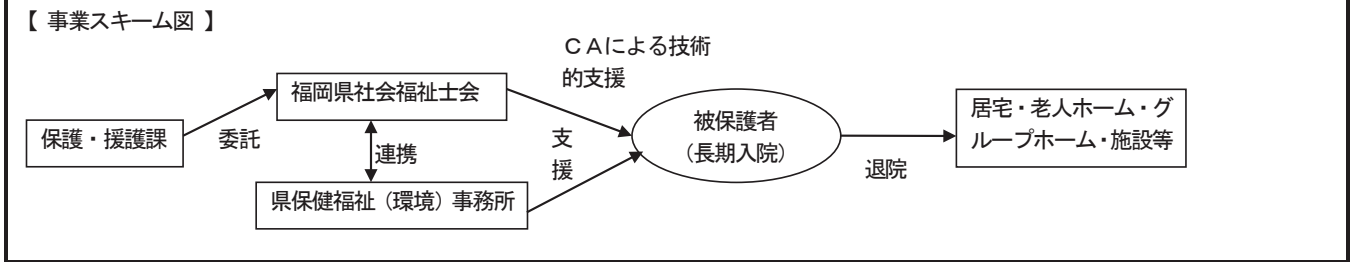 【 事業スキーム図 】
ＣＡによる技術
的支援
福岡県社会福祉士会
保護・援護課
委託
連携
支
援
県保健福祉（環境）事務所
被保護者
（長期入院）
退院
居宅・老人ホーム・グ
ループホーム・施設等